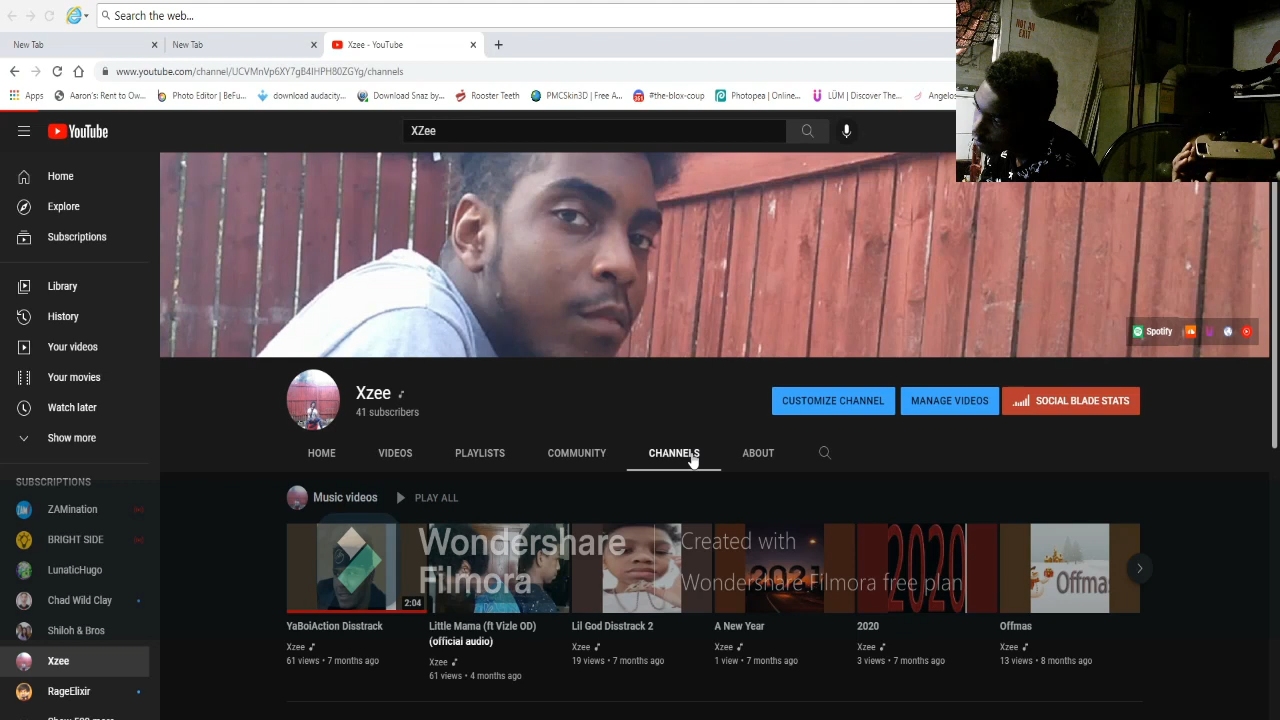 Search the web...
New Tab
New Tab
Xzee - YouTube
www.youtube.com/channel/UCVMnVp6XY7gB4IHPH80ZGYg/channels
Apps
Aaron's Rent to Ow...
Photo Editor | BeFu...
download audacity...
Download Snaz by...
Rooster Teeth
PMCSkin3D | Free A...
#the-blox-coup
Photopea | Online...
LÜM | Discover The...
Angelos
NOT AN
EXIT
YouTube
XZee
Home
Explore
Subscriptions
Library
History
Your videos
Your movies
Watch later
Show more
SUBSCRIPTIONS
ZAMination
BRIGHT SIDE
LunaticHugo
Chad Wild Clay
Shiloh & Bros
Xzee
RageElixir
Spotify
Xzee
41 subscribers
CUSTOMIZE CHANNEL
MANAGE VIDEOS
SOCIAL BLADE STATS
HOME
VIDEOS
PLAYLISTS
COMMUNITY
CHANNELS
ABOUT
Music videos
PLAY ALL
Wondershare
Filmora
Created with
Wondershare Filmora free plan
2:04
2021
2020
Offmas
YaBoiAction Disstrack
Xzee
61 views • 7 months ago
Little Mama (ft Vizle OD)
(official audio)
Xzee
61 views • 4 months ago
Lil God Disstrack 2
Xzee
19 views • 7 months ago
A New Year
Xzee
1 view • 7 months ago
2020
Xzee
3 views • 7 months ago
Offmas
Xzee
13 views • 8 months ago